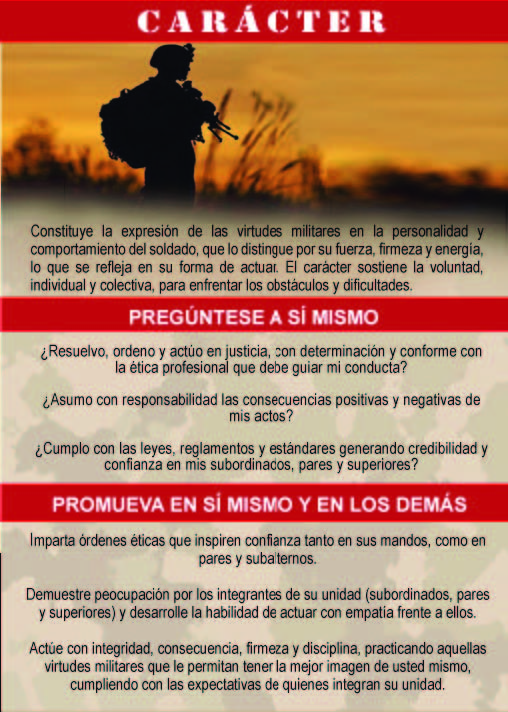 CARÁCTER
Constituye la expresión de las virtudes militares en la personalidad y
comportamiento del soldado, que lo distingue por su fuerza, firmeza y energía,
lo que se refleja en su forma de actuar. El carácter sostiene la voluntad,
individual y colectiva, para enfrentar los obstáculos y dificultades.
PREGÚNTESE A SÍ MISMO
¿Resuelvo, ordeno y actúo en justicia, con determinación y conforme con
la ética profesional que debe guiar mi conducta?
¿Asumo con responsabilidad las consecuencias positivas y negativas de
mis actos?
¿Cumplo con las leyes, reglamentos y estándares generando credibilidad y
confianza en mis subordinados, pares y superiores?
PROMUEVA EN SÍ MISMO Y EN LOS DEMÁS
Imparta órdenes éticas que inspiren confianza tanto en sus mandos, como en
pares y subalternos.
Demuestre peocupación por los integrantes de su unidad (subordinados, pares
y superiores) y desarrolle la habilidad de actuar con empatía frente a ellos.
Actúe con integridad, consecuencia, firmeza y disciplina, practicando aquellas
virtudes militares que le permitan tener la mejor imagen de usted mismo,
cumpliendo con las expectativas de quienes integran su unidad.